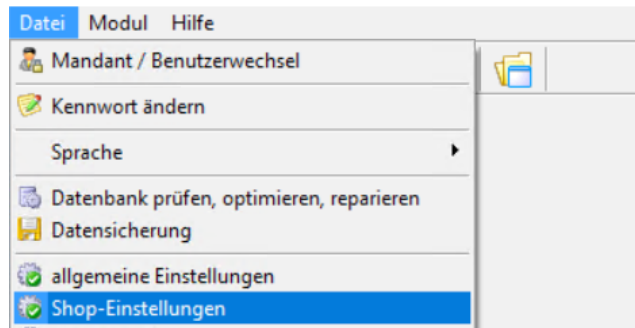 Datei Modul Hilfe
Mandant / Benutzerwechsel
Kennwort ändern
Sprache
Datenbank prüfen, optimieren, reparieren
Datensicherung
allgemeine Einstellungen
Shop-Einstellungen